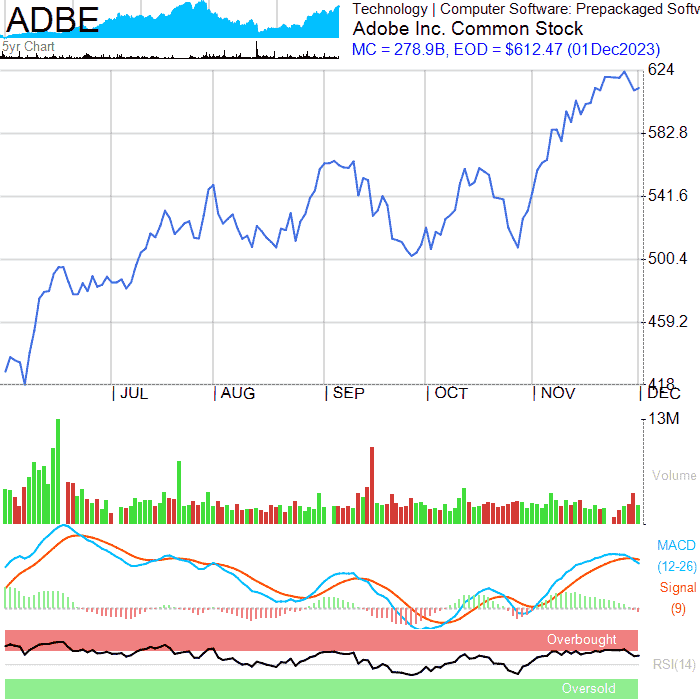 ADBE
5yr Chart
Technology | Computer Software: Prepackaged Softw
Adobe Inc. Common Stock
MC = 278.9B, EOD = $612.47 (01Dec2023)
624
582.8
541.6
500.4
459.2
418
JUL
AUG
SEP
OCT
NOV
DEC
13M
Volume
MACD
(12-26)
Signal
(9)
Overbought
RSI(14)
Oversold